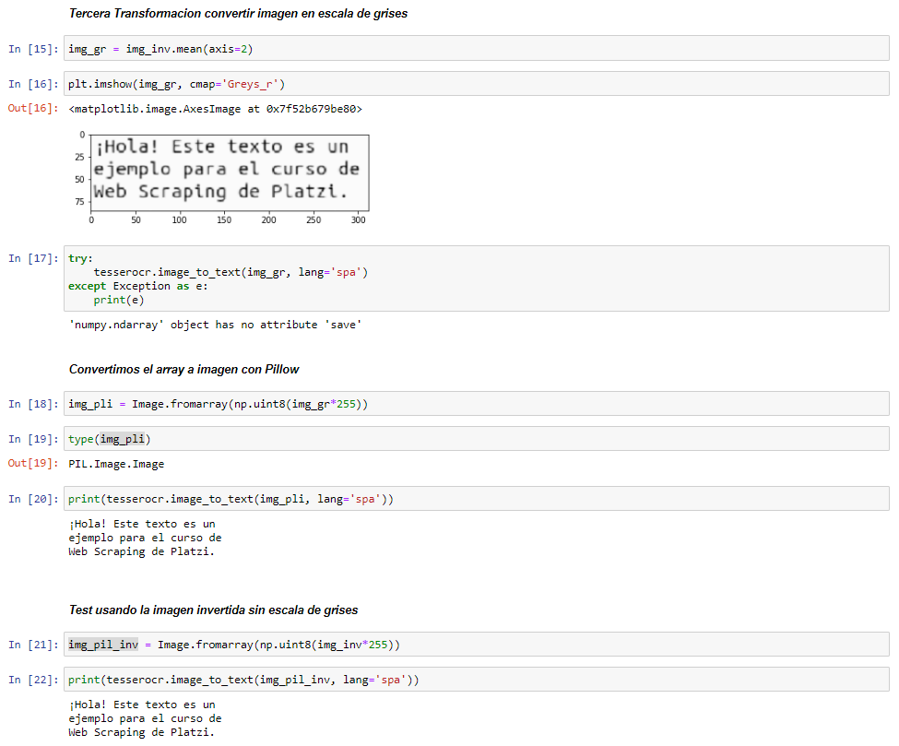 Tercera Transformacion convertir imagen en escala de grises
In [15]: img_gr = img_inv.mean(axis=2)
In [16]: plt.imshow(img_gr, cmap='Greys_r')
Out[16]: <matplotlib.image.AxesImage at 0x7f52b679be80>
0
25
50
75
¡Hola! Este texto es un
ejemplo para el curso de
Web Scraping de Platzi.
0 50 100 150 200 250 300
In [17]: try:
    tesserocr.image_to_text(img_gr, lang='spa')
except Exception as e:
    print(e)
'numpy.ndarray' object has no attribute 'save'
Convertimos el array a imagen con Pillow
In [18]: img_pli = Image.fromarray(np.uint8(img_gr*255))
In [19]: type(img_pli)
Out[19]: PIL.Image.Image
In [20]: print(tesserocr.image_to_text(img_pli, lang='spa'))
¡Hola! Este texto es un
ejemplo para el curso de
Web Scraping de Platzi.
Test usando la imagen invertida sin escala de grises
In [21]: img_pil_inv = Image.fromarray(np.uint8(img_inv*255))
In [22]: print(tesserocr.image_to_text(img_pil_inv, lang='spa'))
¡Hola! Este texto es un
ejemplo para el curso de
Web Scraping de Platzi.